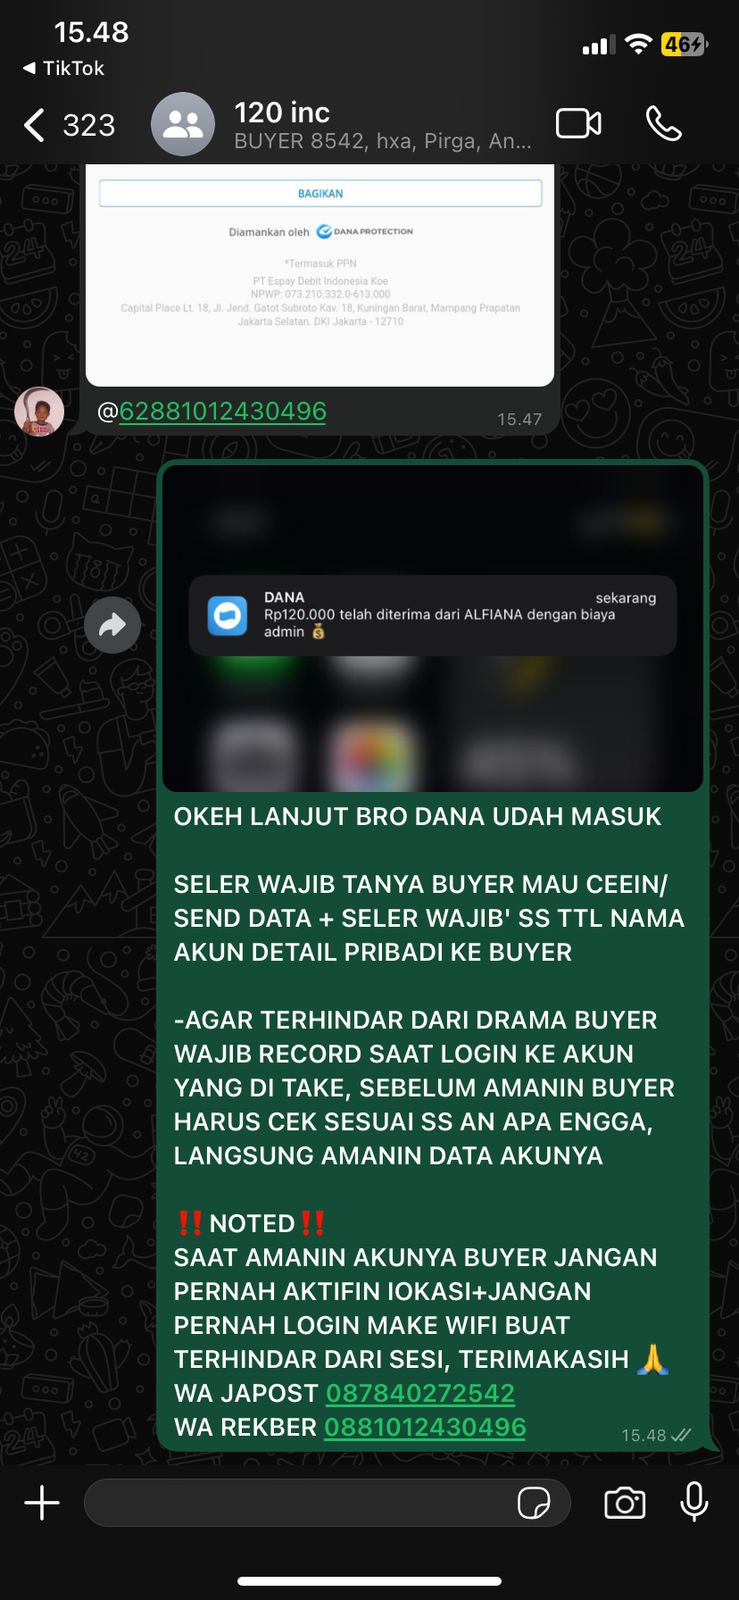 15.48
46
◄ TikTok
323
120 inc
BUYER 8542, hxa, Pirga, An...
BAGIKAN
Diamankan oleh DANA PROTECTION
*Termasuk PPN
PT Espay Debit Indonesia Koe
NPWP: 073.210.332.0-613.000
Capital Place Lt. 18, Jl. Jend. Gatot Subroto Kav. 18, Kuningan Barat, Mampang Prapatan
Jakarta Selatan. DKI Jakarta - 12710
@62881012430496
15.47
DANA
sekarang
Rp120.000 telah diterima dari ALFIANA dengan biaya
admin 💰
OKEH LANJUT BRO DANA UDAH MASUK
SELER WAJIB TANYA BUYER MAU CEEIN/
SEND DATA + SELER WAJIB' SS TTL NAMA
AKUN DETAIL PRIBADI KE BUYER
-AGAR TERHINDAR DARI DRAMA BUYER
WAJIB RECORD SAAT LOGIN KE AKUN
YANG DI TAKE, SEBELUM AMANIN BUYER
HARUS CEK SESUAI SS AN APA ENGGA,
LANGSUNG AMANIN DATA AKUNYA
‼️NOTED‼️
SAAT AMANIN AKUNYA BUYER JANGAN
PERNAH AKTIFIN lOKASI+JANGAN
PERNAH LOGIN MAKE WIFI BUAT
TERHINDAR DARI SESI, TERIMAKASIH 🙏
WA JAPOST 087840272542
WA REKBER 0881012430496
15.48